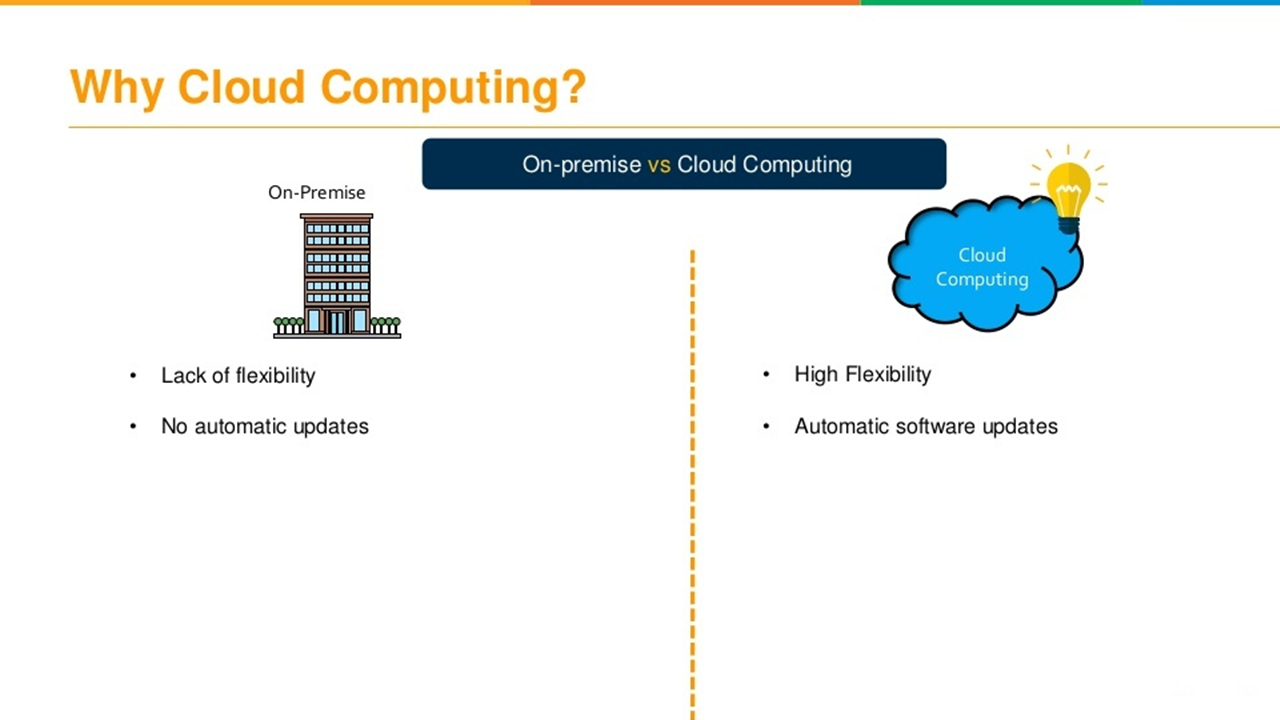 Why Cloud Computing?
On-premise vs Cloud Computing
On-Premise
• Lack of flexibility
• No automatic updates
Cloud
Computing
• High Flexibility
• Automatic software updates